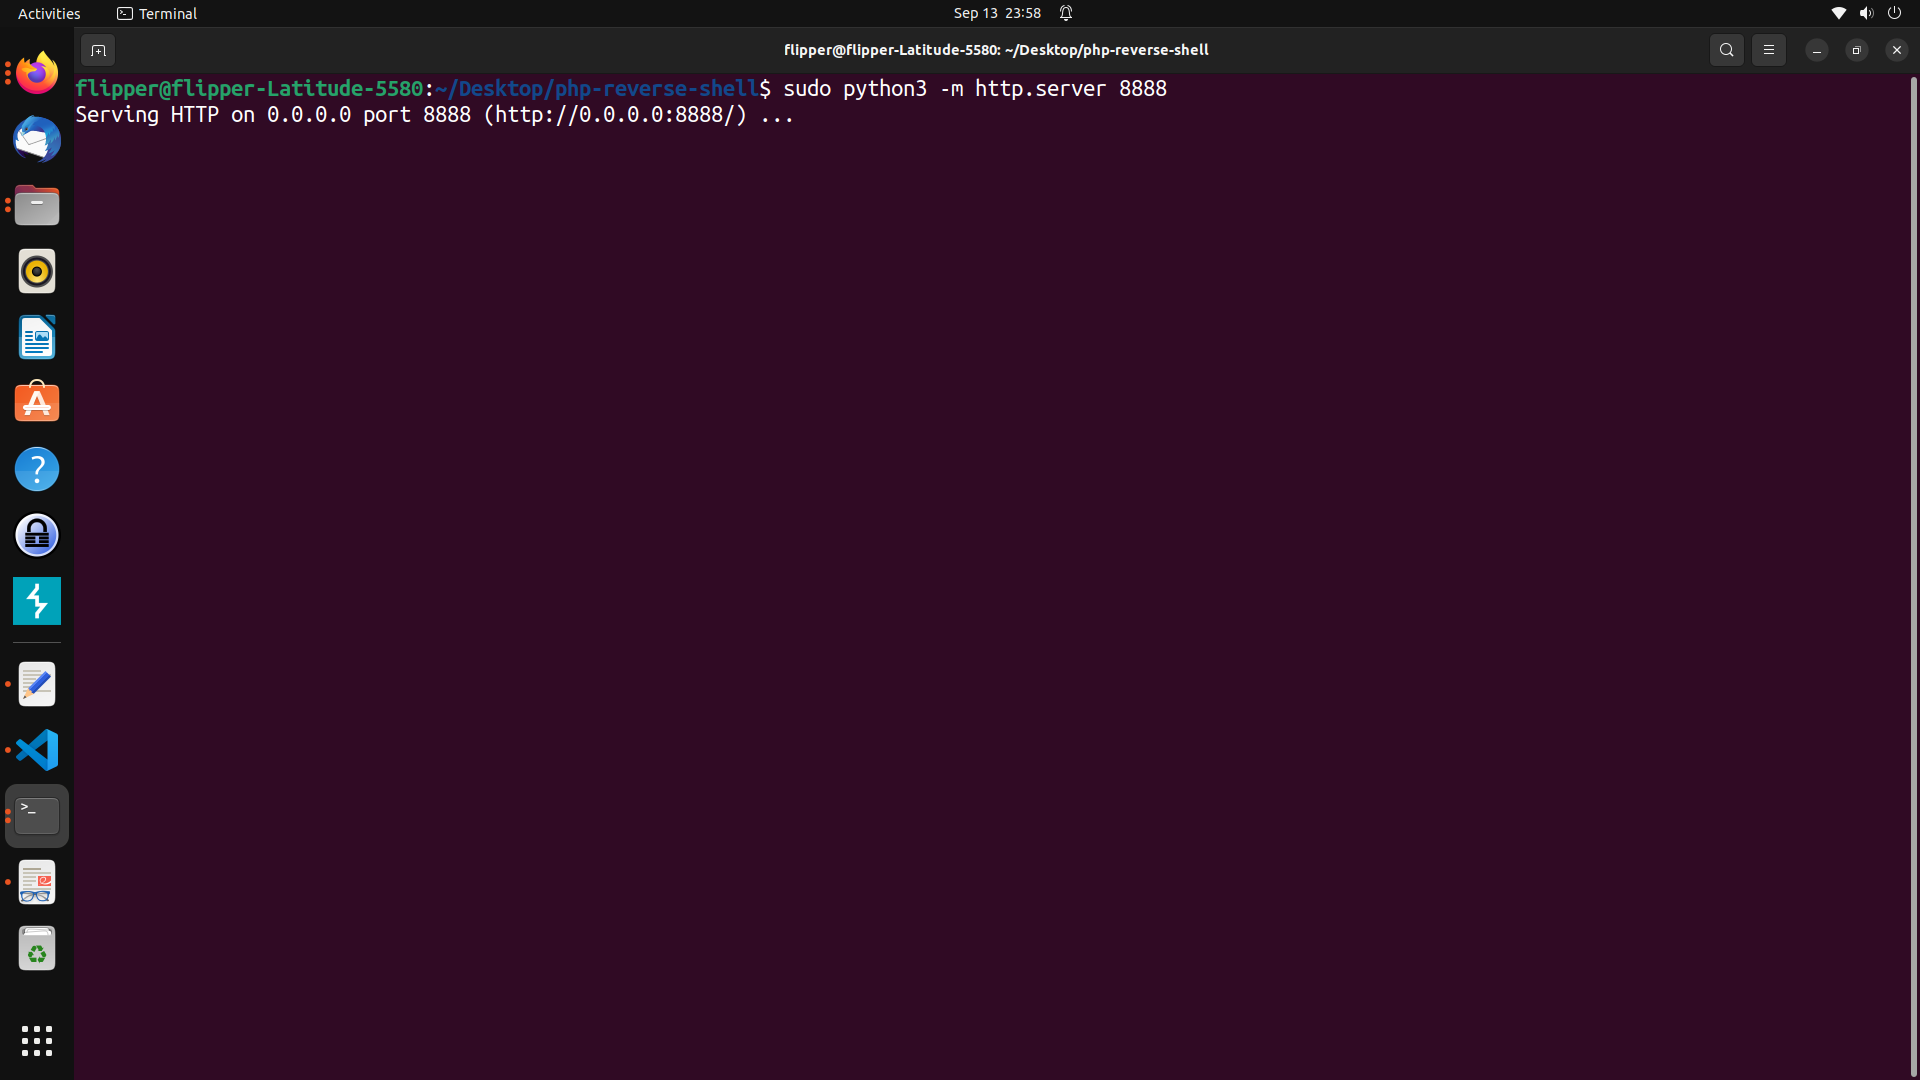 Activities Terminal Sep 13 23:58
flipper@flipper-Latitude-5580: ~/Desktop/php-reverse-shell
flipper@flipper-Latitude-5580:~/Desktop/php-reverse-shell$ sudo python3 -m http.server 8888
Serving HTTP on 0.0.0.0 port 8888 (http://0.0.0.0:8888/) ...